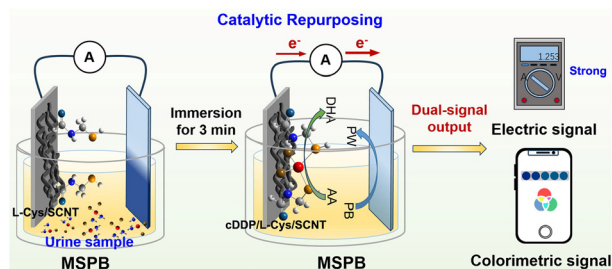 Catalytic Repurposing
A
L-Cys/SCNT
Urine sample
MSPB
Immersion
for 3 min
e-
A
e-
DHA
AA
PW
PB
cDDP/L-Cys/SCNT
MSPB
Dual-signal
output
1.253
A
V
Strong
Electric signal
Colorimetric signal